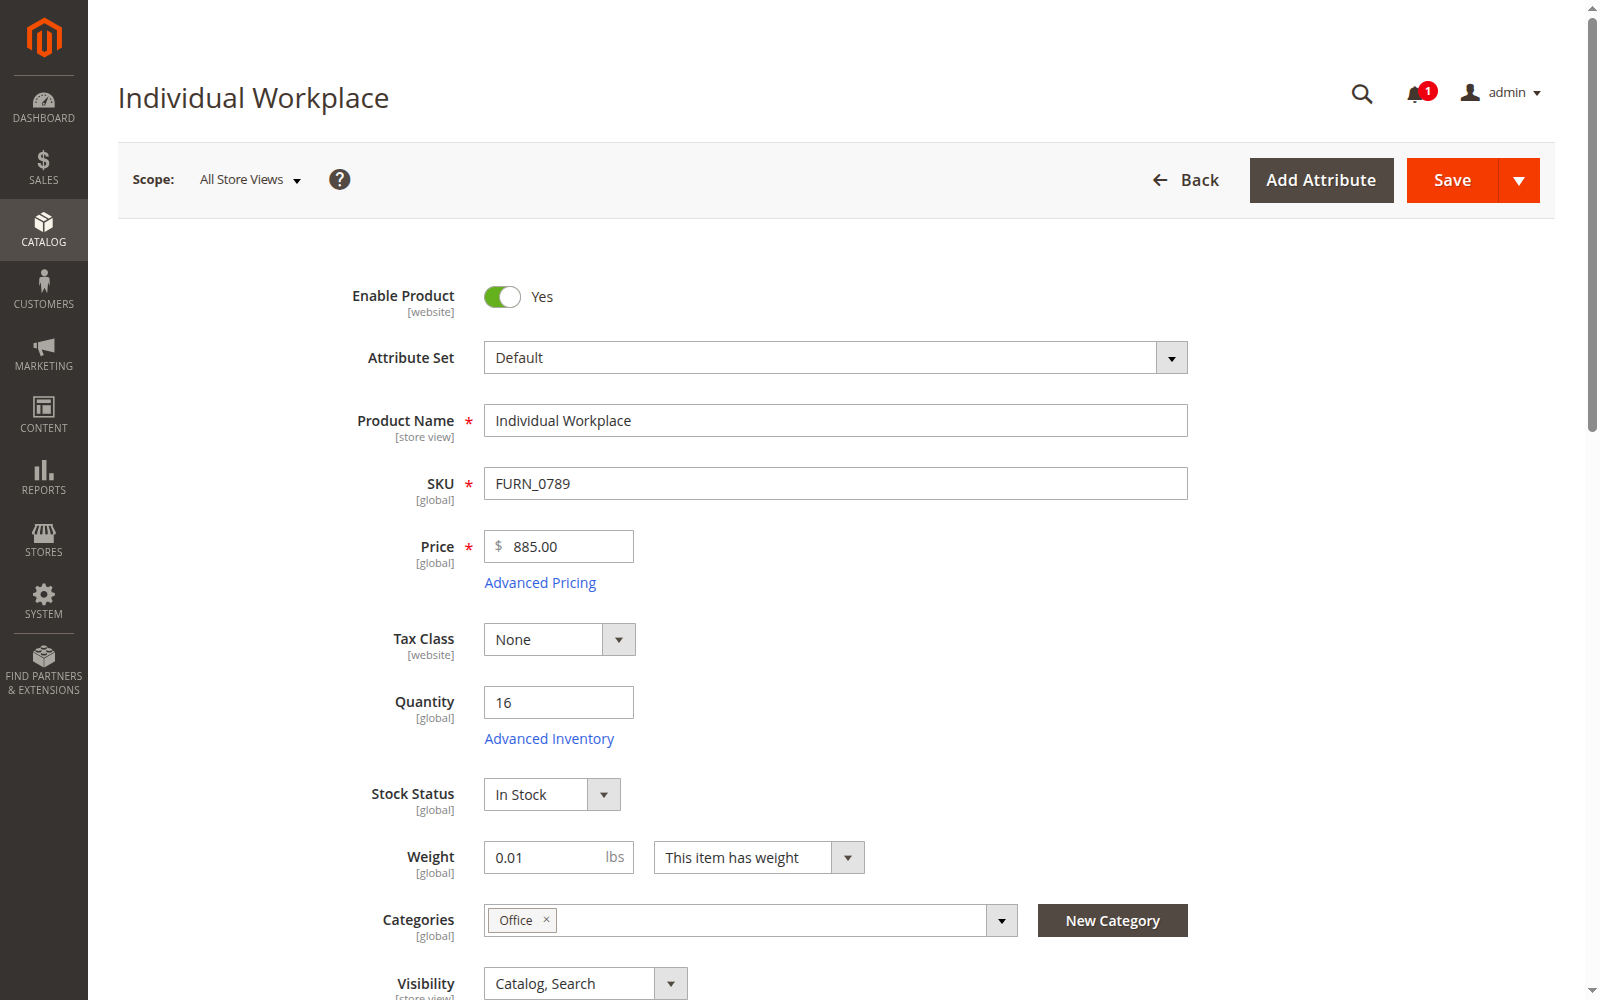 Individual Workplace
1
admin
Scope:
All Store Views
?
Back
Add Attribute
Save
DASHBOARD
SALES
CATALOG
CUSTOMERS
MARKETING
CONTENT
REPORTS
STORES
SYSTEM
FIND PARTNERS
& EXTENSIONS
Enable Product
[website]
Yes
Attribute Set
Default
Product Name *
[store view]
Individual Workplace
SKU *
[global]
FURN_0789
Price *
[global]
$ 885.00
Advanced Pricing
Tax Class
[website]
None
Quantity
[global]
16
Advanced Inventory
Stock Status
[global]
In Stock
Weight
[global]
0.01 lbs
This item has weight
Categories
[global]
Office ×
New Category
Visibility
[store view]
Catalog, Search